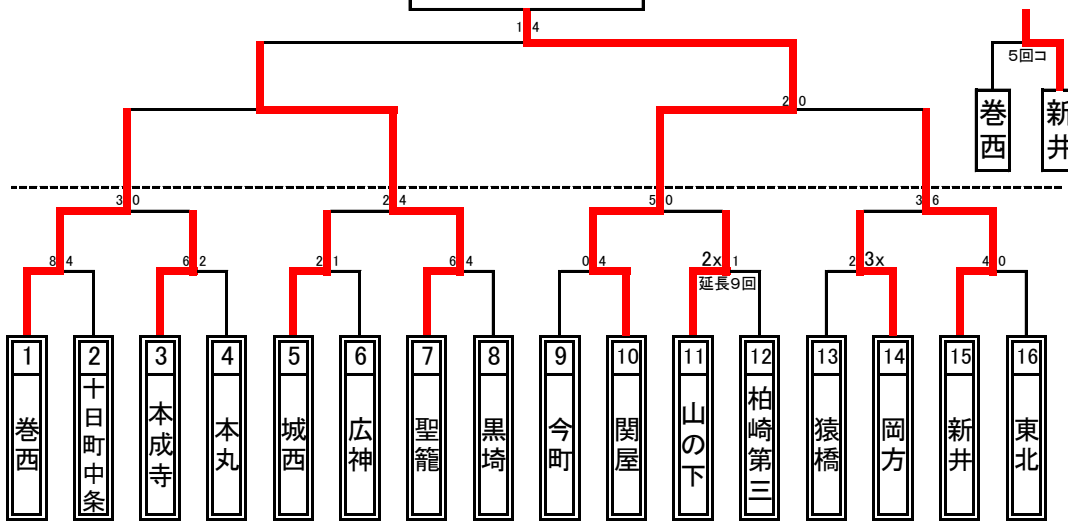 1 4
5回コ
2 0
巻西
新井
3 0
2 4
5 0
3 6
8 4
6 2
2 1
6 4
0 4
2x 1
延長9回
2 3x
4 0
1
2
3
4
5
6
7
8
9
10
11
12
13
14
15
16
巻西
十日町中条
本成寺
本丸
城西
広神
聖籠
黒埼
今町
関屋
山の下
柏崎第三
猿橋
岡方
新井
東北